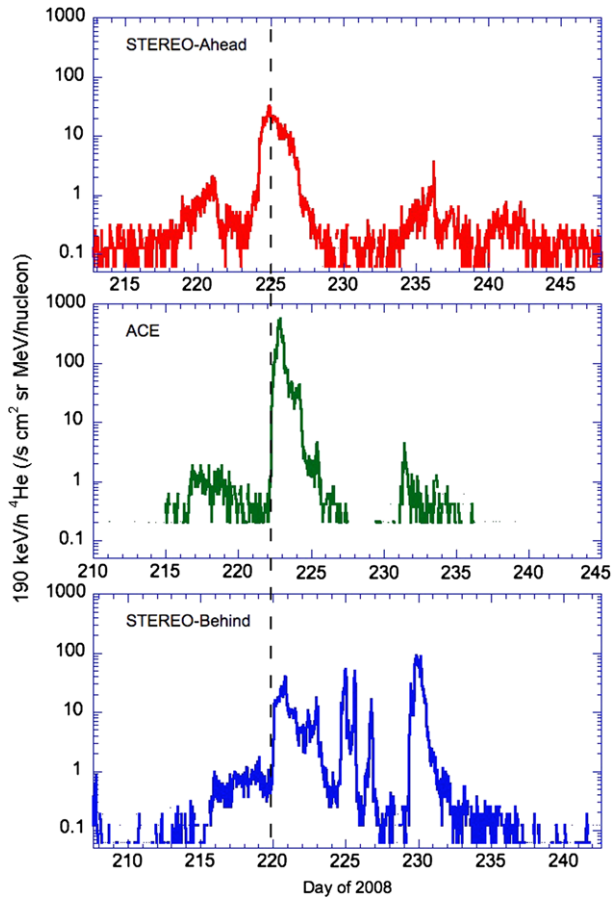 190 keV/n ⁴He (/s cm² sr MeV/nucleon)
1000
100
10
1
0.1
STEREO-Ahead
215 220 225 230 235 240 245
1000
100
10
1
0.1
ACE
210 215 220 225 230 235 240 245
1000
100
10
1
0.1
STEREO-Behind
210 215 220 225 230 235 240
Day of 2008